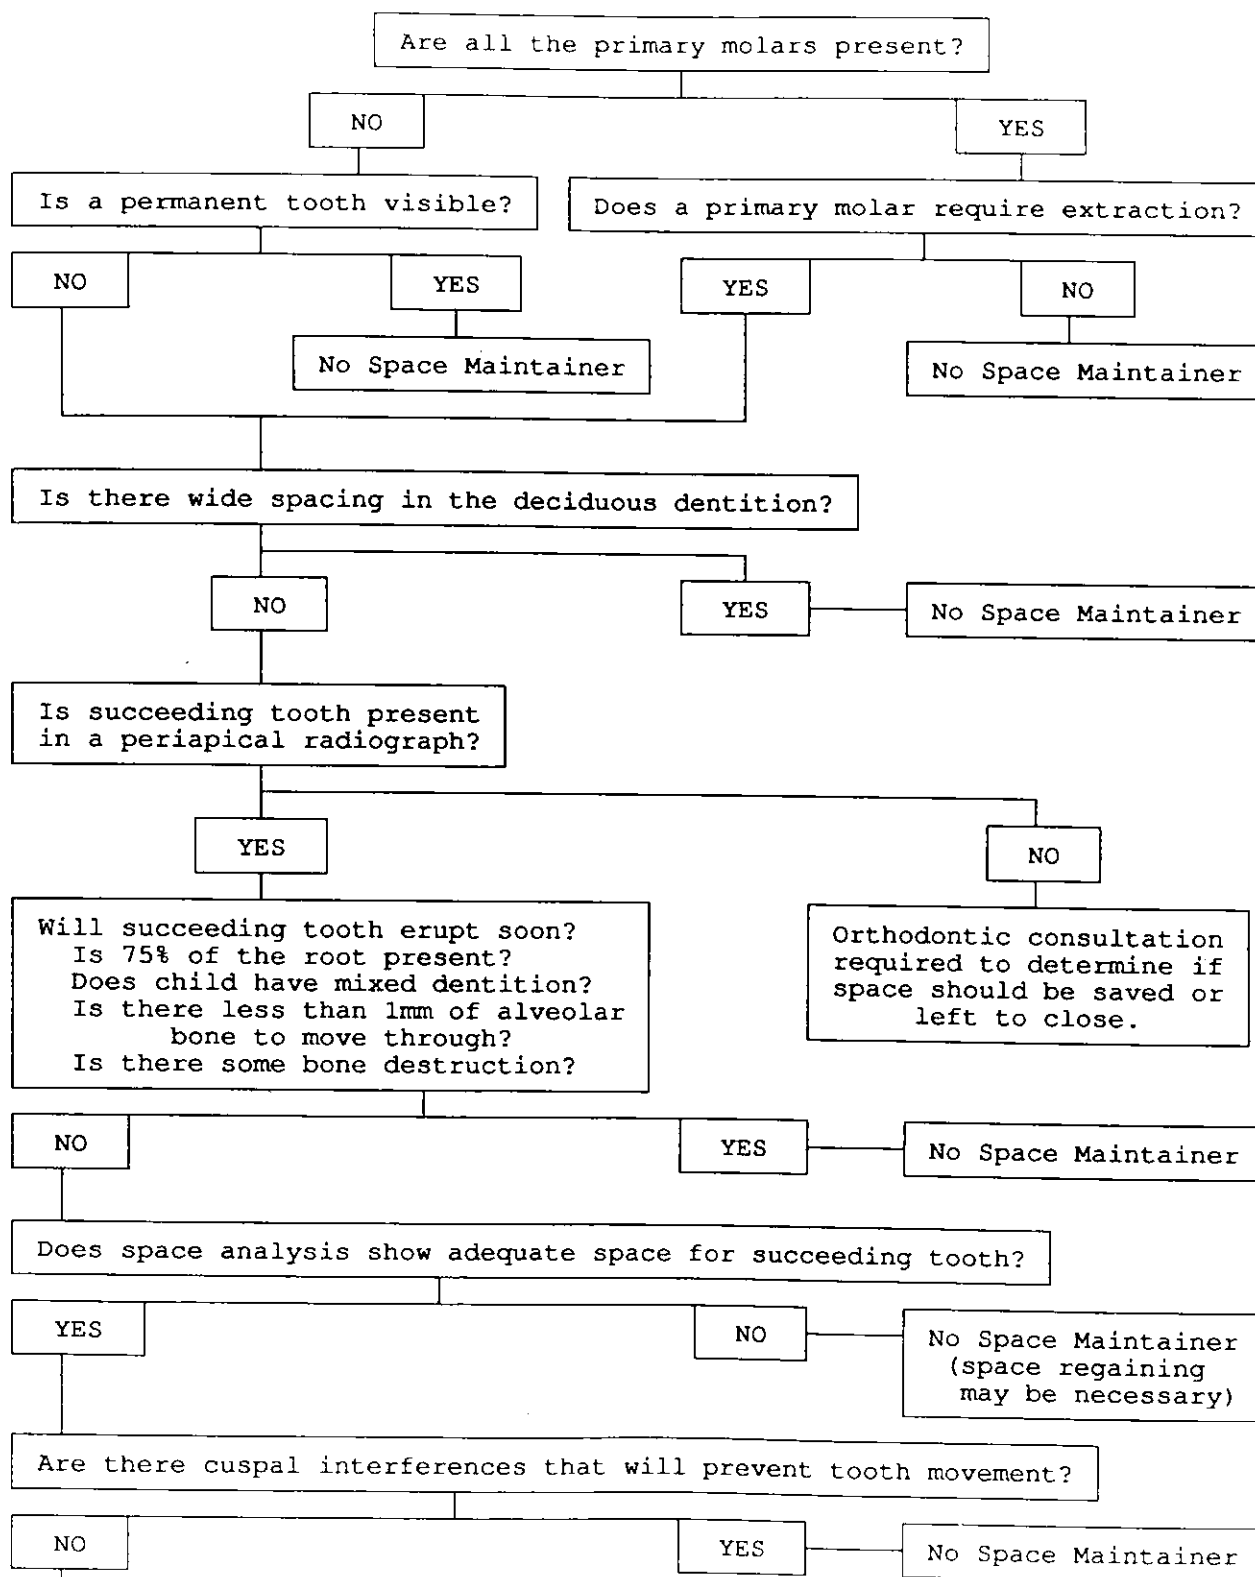 Are all the primary molars present?
NO
YES
Is a permanent tooth visible?
Does a primary molar require extraction?
NO
YES
YES
NO
No Space Maintainer
No Space Maintainer
Is there wide spacing in the deciduous dentition?
NO
YES
No Space Maintainer
Is succeeding tooth present
in a periapical radiograph?
YES
NO
Will succeeding tooth erupt soon?
Is 75% of the root present?
Does child have mixed dentition?
Is there less than 1mm of alveolar
bone to move through?
Is there some bone destruction?
Orthodontic consultation
required to determine if
space should be saved or
left to close.
NO
YES
No Space Maintainer
Does space analysis show adequate space for succeeding tooth?
YES
NO
No Space Maintainer
(space regaining
may be necessary)
Are there cuspal interferences that will prevent tooth movement?
NO
YES
No Space Maintainer